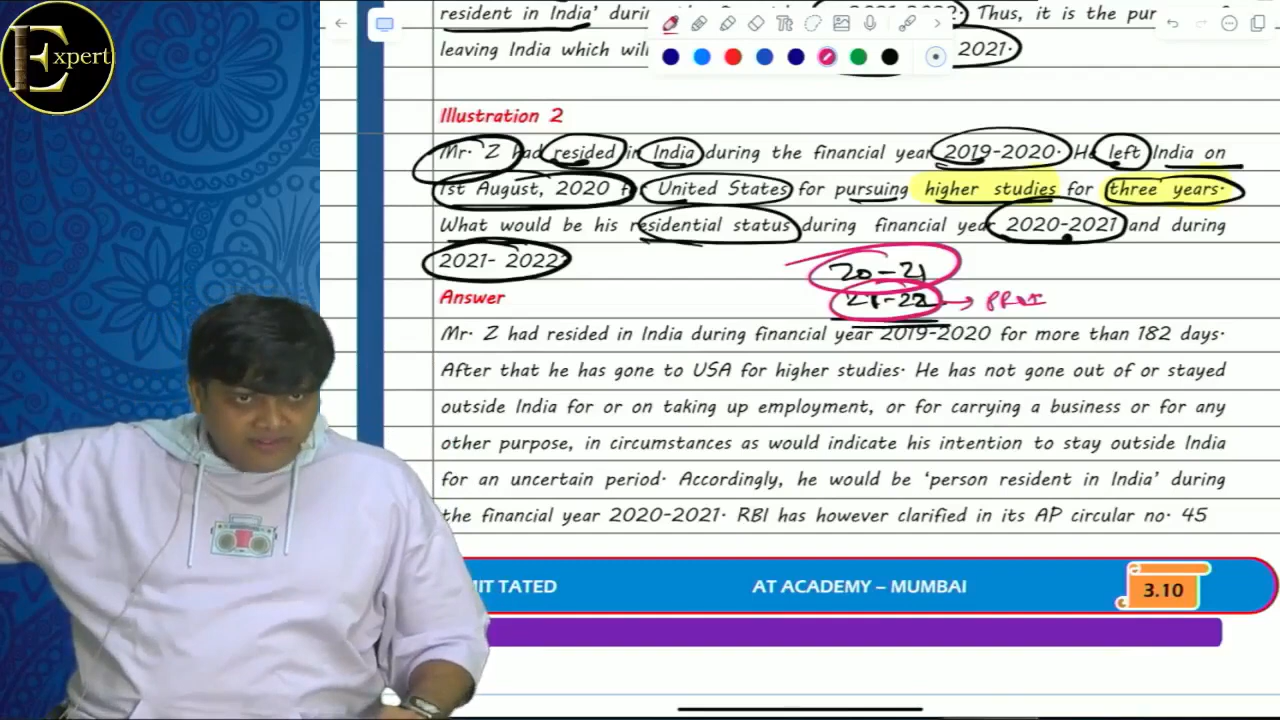 Expert
resident in India' durin
Thus, it is the pur
leaving India which wil
2021.
Illustration 2
Mr. Z had resided in India during the financial year 2019-2020. He left India on
1st August, 2020 United States for pursuing higher studies for three years.
What would be his residential status during financial year 2020-2021 and during
2021- 2022
20-21
Answer
21-22 → PROI
Mr. Z had resided in India during financial year 2019-2020 for more than 182 days.
After that he has gone to USA for higher studies. He has not gone out of or stayed
outside India for or on taking up employment, or for carrying a business or for any
other purpose, in circumstances as would indicate his intention to stay outside India
for an uncertain period. Accordingly, he would be 'person resident in India' during
the financial year 2020-2021. RBI has however clarified in its AP circular no. 45
MIT TATED
AT ACADEMY – MUMBAI
3.10